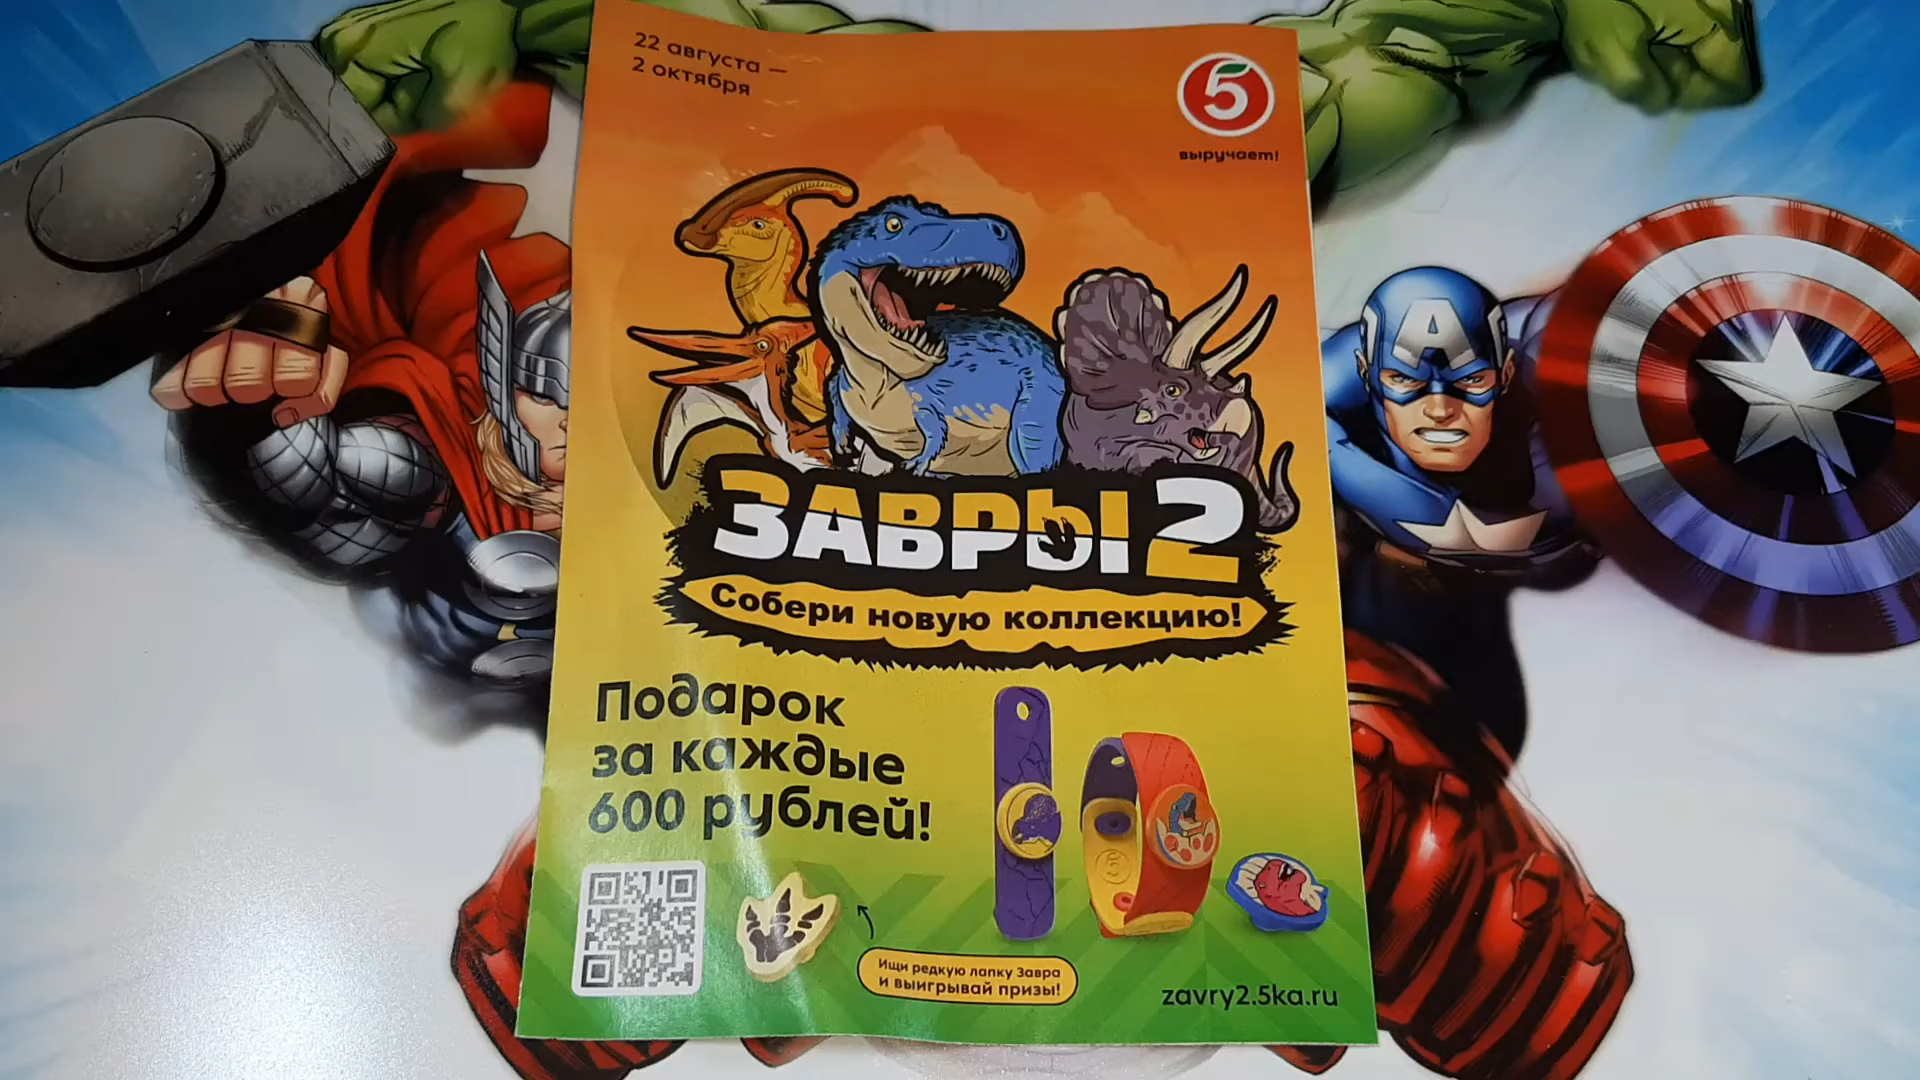 22 августа —
2 октября
5
выручает!
ЗАВРЫ 2
Собери новую коллекцию!
Подарок
за каждые
600 рублей!
Ищи редкую лапку Завра
и выигрывай призы!
zavry2.5ka.ru
A
5